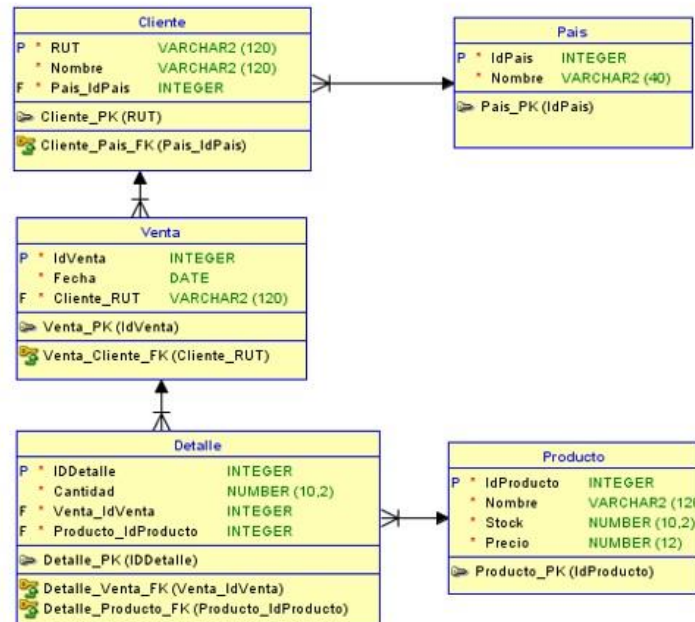 Cliente
P * RUT VARCHAR2 (120)
* Nombre VARCHAR2 (120)
F * Pais_IdPais INTEGER
Cliente_PK (RUT)
Cliente_Pais_FK (Pais_IdPais)
Pais
P * IdPais INTEGER
* Nombre VARCHAR2 (40)
Pais_PK (IdPais)
Venta
P * IdVenta INTEGER
* Fecha DATE
F * Cliente_RUT VARCHAR2 (120)
Venta_PK (IdVenta)
Venta_Cliente_FK (Cliente_RUT)
Detalle
P * IDDetalle INTEGER
* Cantidad NUMBER (10,2)
F * Venta_IdVenta INTEGER
F * Producto_IdProducto INTEGER
Detalle_PK (IDDetalle)
Detalle_Venta_FK (Venta_IdVenta)
Detalle_Producto_FK (Producto_IdProducto)
Producto
P * IdProducto INTEGER
* Nombre VARCHAR2 (120
* Stock NUMBER (10,2)
* Precio NUMBER (12)
Producto_PK (IdProducto)